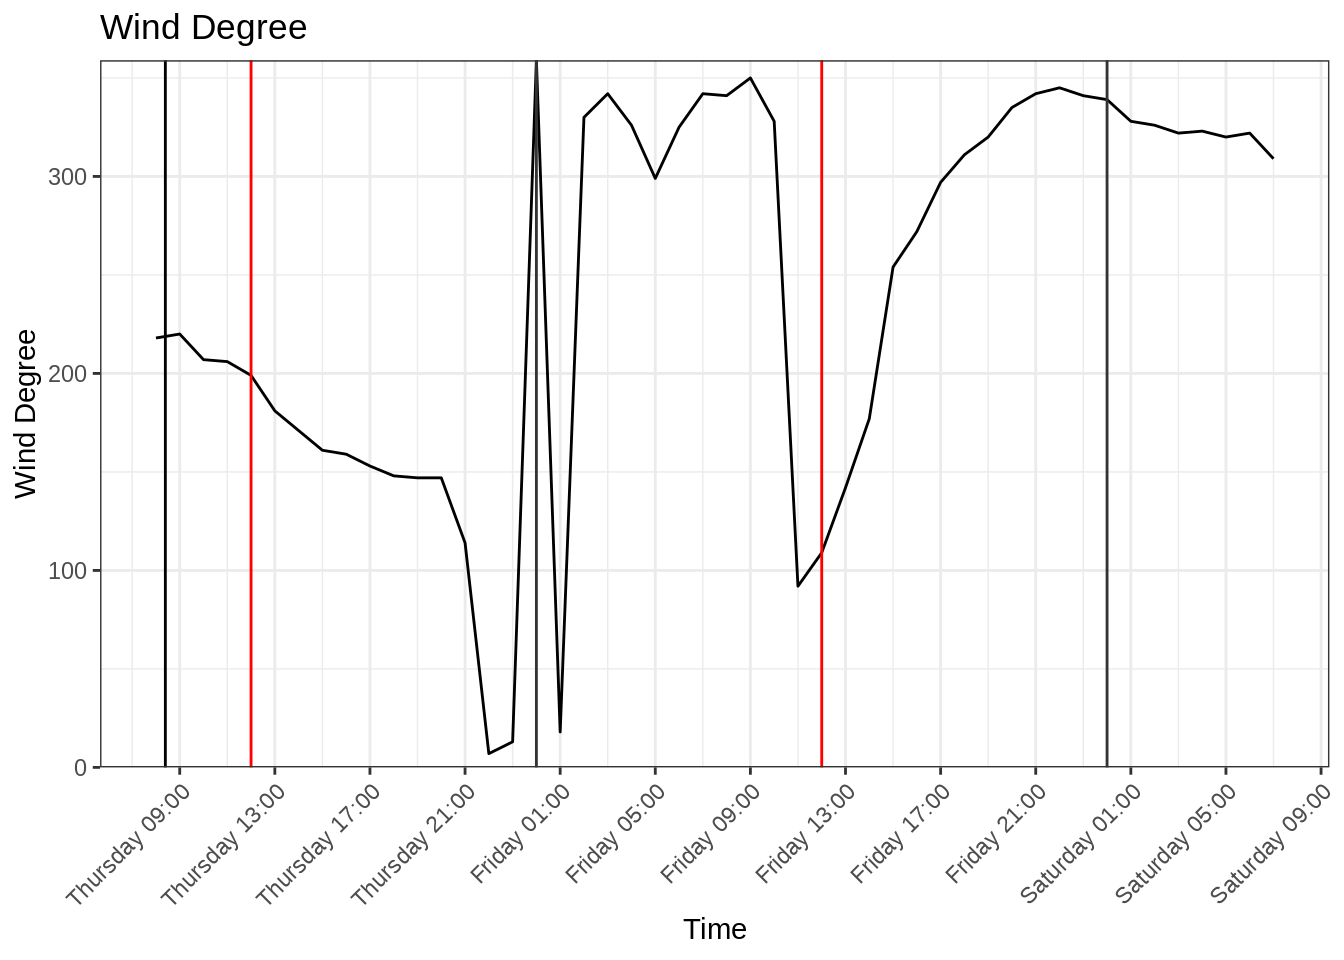 Wind Degree
Wind Degree
300
200
100
0
Thursday 09:00
Thursday 13:00
Thursday 17:00
Thursday 21:00
Friday 01:00
Friday 05:00
Friday 09:00
Friday 13:00
Friday 17:00
Friday 21:00
Saturday 01:00
Saturday 05:00
Saturday 09:00
Time